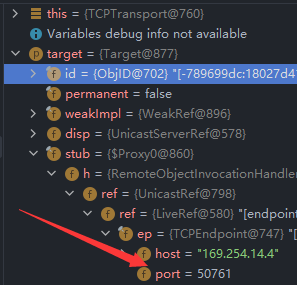 this = {TCPTransport@760}
Variables debug info not available
target = {Target@877}
id = {ObjID@702} "[-789699dc:18027d4
permanent = false
weakImpl = {WeakRef@896}
disp = {UnicastServerRef@578}
stub = {$Proxy0@860}
h = {RemoteObjectInvocationHandler
ref = {UnicastRef@798}
ref = {LiveRef@580} "[endpoint
ep = {TCPEndpoint@747} "[
host = "169.254.14.4"
port = 50761